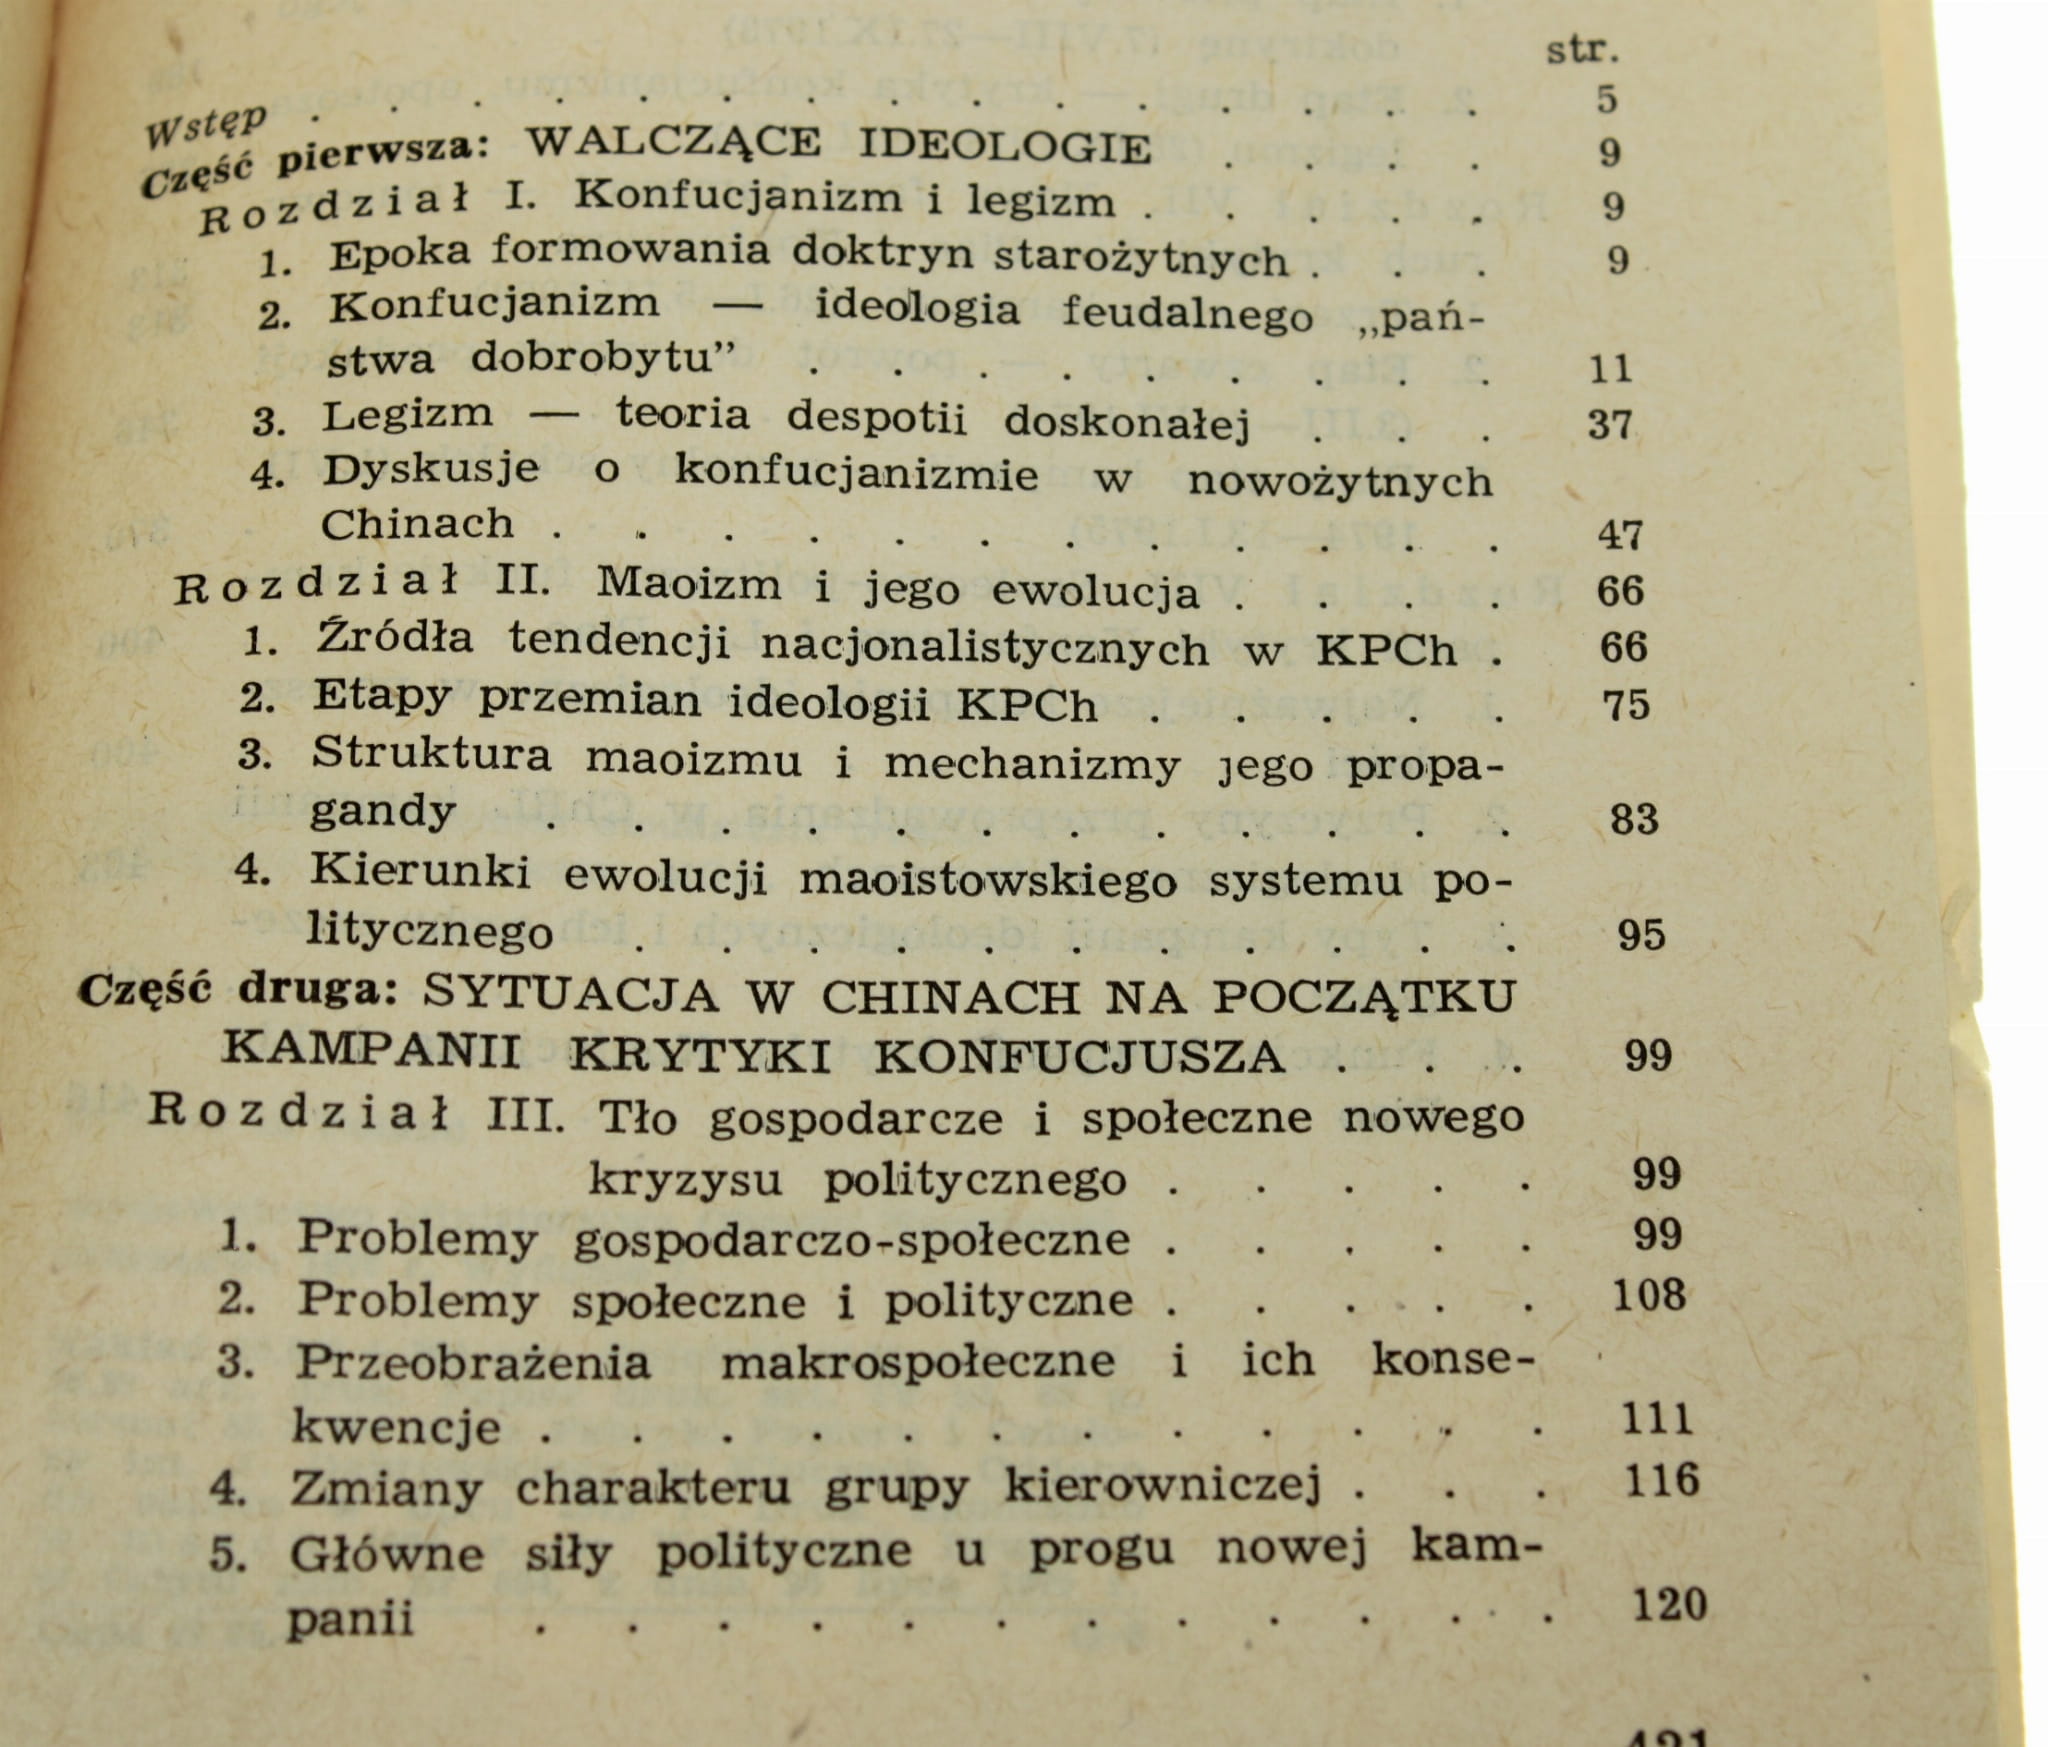 str.
Wstęp . . . . . . . . . . . . . . . 5
Część pierwsza: WALCZĄCE IDEOLOGIE . . . . 9
Rozdział I. Konfucjanizm i legizm . . . . . 9
1. Epoka formowania doktryn starożytnych . . . 9
2. Konfucjanizm — ideologia feudalnego „pań-
stwa dobrobytu” . . . . . . . . . 11
3. Legizm — teoria despotii doskonałej . . . 37
4. Dyskusje o konfucjanizmie w nowożytnych
Chinach . . . . . . . . . . . . 47
Rozdział II. Maoizm i jego ewolucja . . . . 66
1. Źródła tendencji nacjonalistycznych w KPCh . 66
2. Etapy przemian ideologii KPCh . . . . . 75
3. Struktura maoizmu i mechanizmy jego propa-
gandy . . . . . . . . . . . . 83
4. Kierunki ewolucji maoistowskiego systemu po-
litycznego . . . . . . . . . . . 95
Część druga: SYTUACJA W CHINACH NA POCZĄTKU
KAMPANII KRYTYKI KONFUCJUSZA . . . 99
Rozdział III. Tło gospodarcze i społeczne nowego
kryzysu politycznego . . . . . 99
1. Problemy gospodarczo-społeczne . . . . . 99
2. Problemy społeczne i polityczne . . . . . 108
3. Przeobrażenia makrospołeczne i ich konse-
kwencje . . . . . . . . . . . . 111
4. Zmiany charakteru grupy kierowniczej . . . 116
5. Główne siły polityczne u progu nowej kam-
panii . . . . . . . . . . . . 120